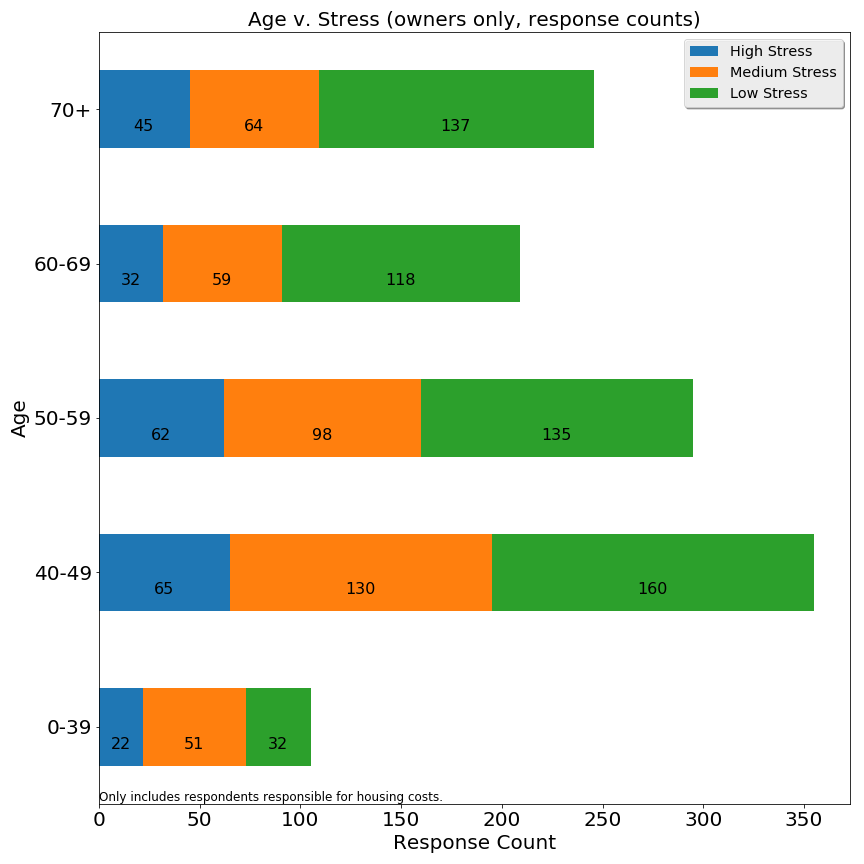 Age v. Stress (owners only, response counts)
High Stress
Medium Stress
Low Stress
70+
45 64 137
60-69
32 59 118
Age
50-59
62 98 135
40-49
65 130 160
0-39
22 51 32
Only includes respondents responsible for housing costs.
0 50 100 150 200 250 300 350
Response Count